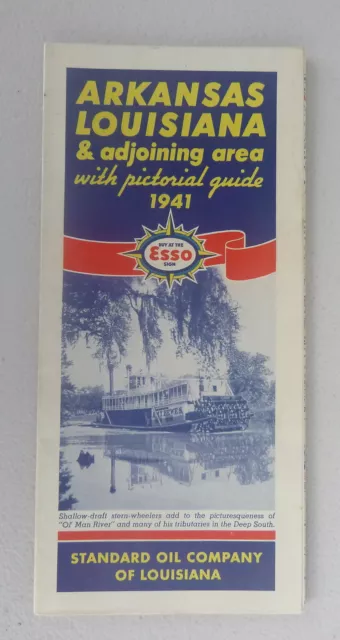 ARKANSAS
LOUISIANA
& adjoining area
with pictorial guide
1941
BUY AT THE
Esso
SIGN
Shallow-draft stern-wheelers add to the picturesqueness of
"Ol' Man River" and many of his tributaries in the Deep South.
STANDARD OIL COMPANY
OF LOUISIANA